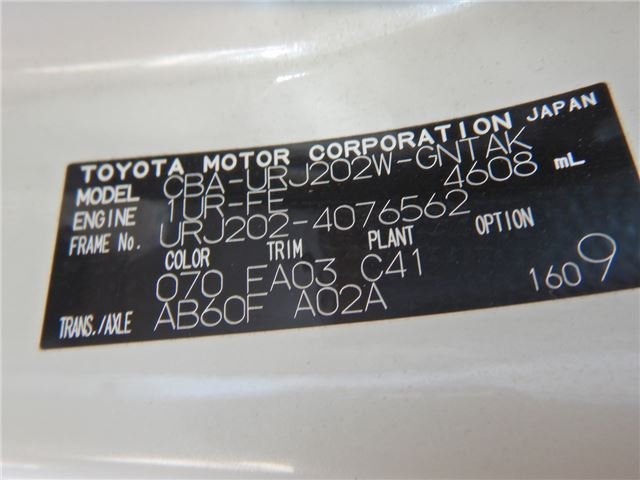 TOYOTA MOTOR CORPORATION JAPAN
MODEL CBA-URJ202W-GNTAK
ENGINE 1UR-FE 4608 mL
FRAME No. URJ202-4076562
COLOR TRIM PLANT OPTION
070 FA03 C41
TRANS./AXLE AB60F A02A 1609